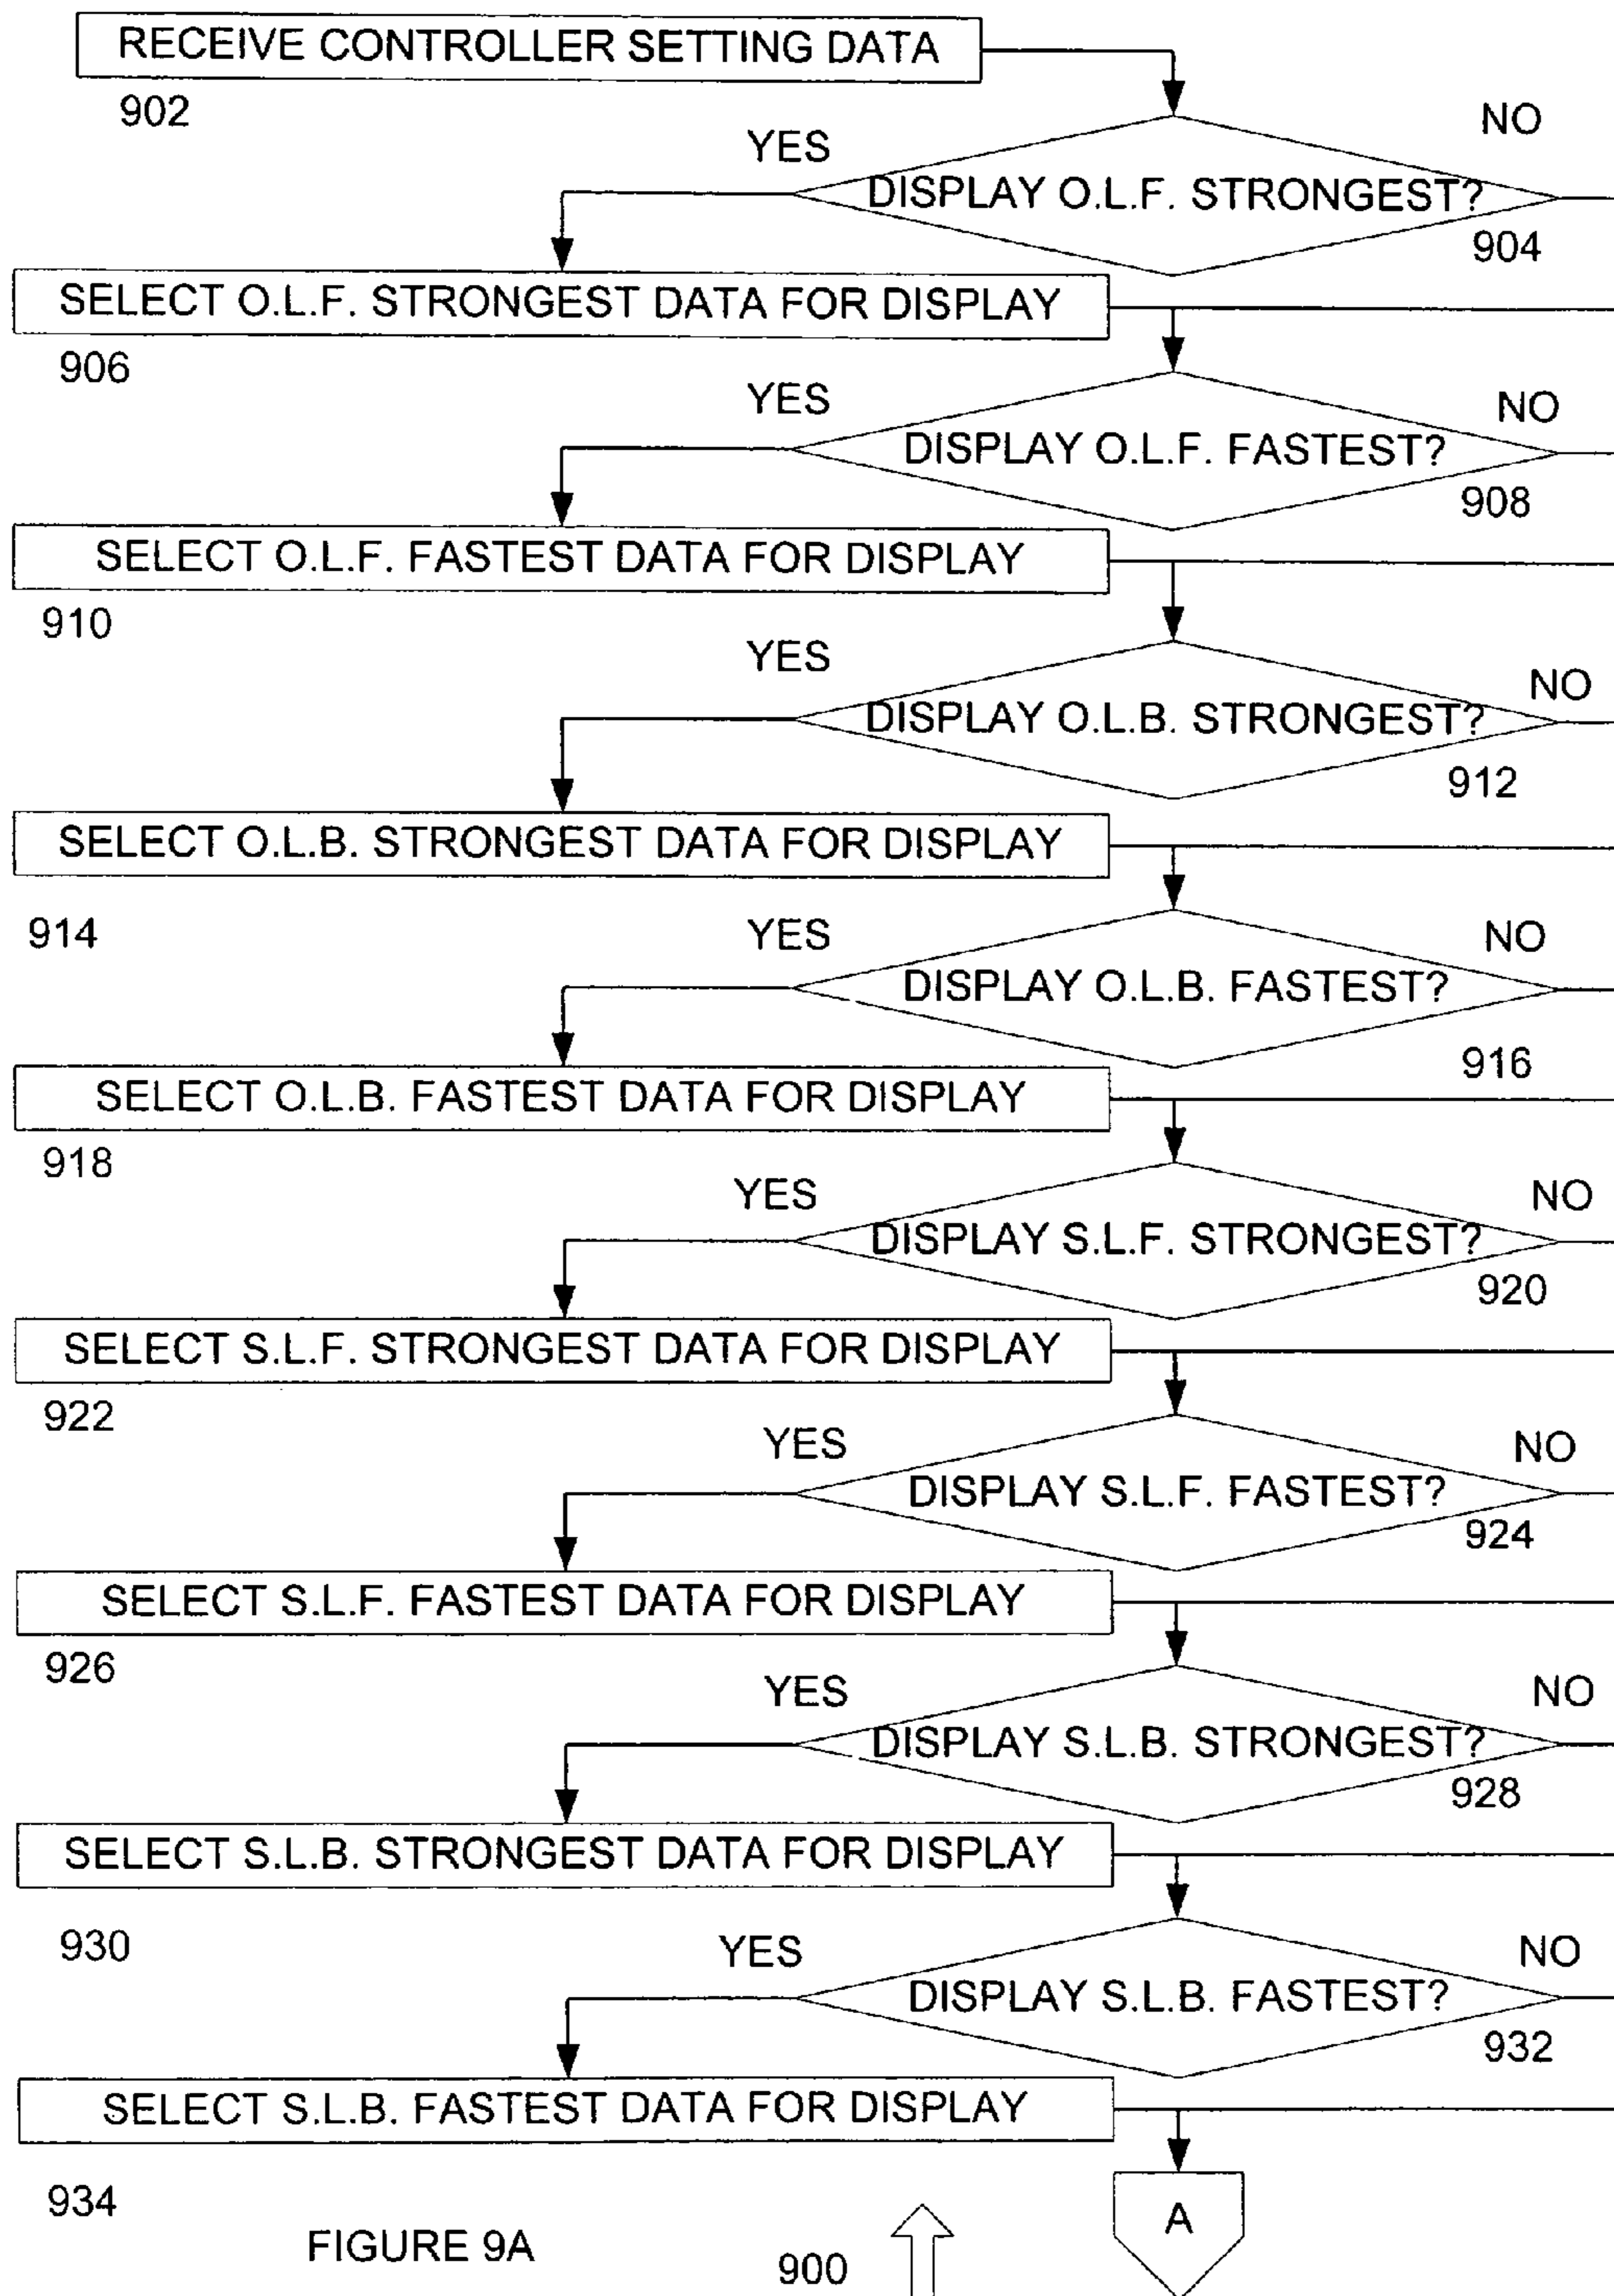 RECEIVE CONTROLLER SETTING DATA
902
YES
NO
DISPLAY O.L.F. STRONGEST?
904
SELECT O.L.F. STRONGEST DATA FOR DISPLAY
906
YES
NO
DISPLAY O.L.F. FASTEST?
908
SELECT O.L.F. FASTEST DATA FOR DISPLAY
910
YES
NO
DISPLAY O.L.B. STRONGEST?
912
SELECT O.L.B. STRONGEST DATA FOR DISPLAY
914
YES
NO
DISPLAY O.L.B. FASTEST?
916
SELECT O.L.B. FASTEST DATA FOR DISPLAY
918
YES
NO
DISPLAY S.L.F. STRONGEST?
920
SELECT S.L.F. STRONGEST DATA FOR DISPLAY
922
YES
NO
DISPLAY S.L.F. FASTEST?
924
SELECT S.L.F. FASTEST DATA FOR DISPLAY
926
YES
NO
DISPLAY S.L.B. STRONGEST?
928
SELECT S.L.B. STRONGEST DATA FOR DISPLAY
930
YES
NO
DISPLAY S.L.B. FASTEST?
932
SELECT S.L.B. FASTEST DATA FOR DISPLAY
934
A
FIGURE 9A
900